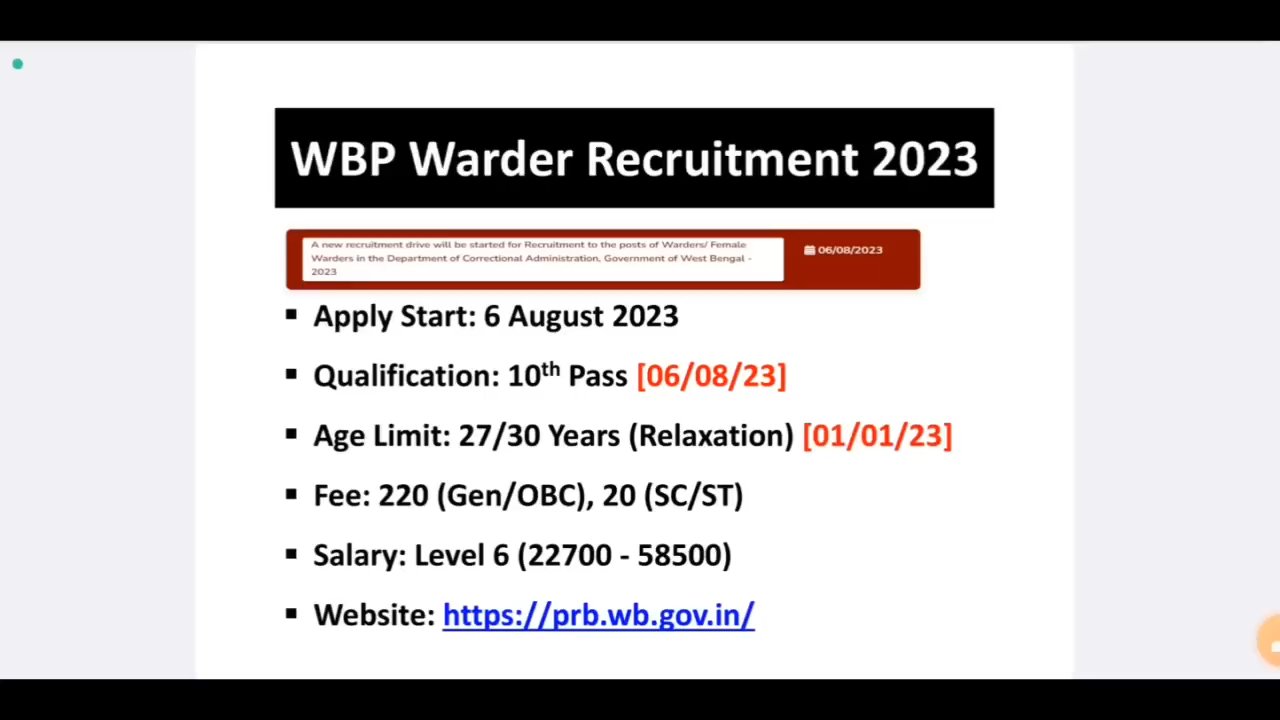 WBP Warder Recruitment 2023
A new recruitment drive will be started for Recruitment to the posts of Warders/ Female
Warders in the Department of Correctional Administration, Government of West Bengal -
2023
06/08/2023
▪ Apply Start: 6 August 2023
▪ Qualification: 10th Pass [06/08/23]
▪ Age Limit: 27/30 Years (Relaxation) [01/01/23]
▪ Fee: 220 (Gen/OBC), 20 (SC/ST)
▪ Salary: Level 6 (22700 - 58500)
▪ Website: https://prb.wb.gov.in/